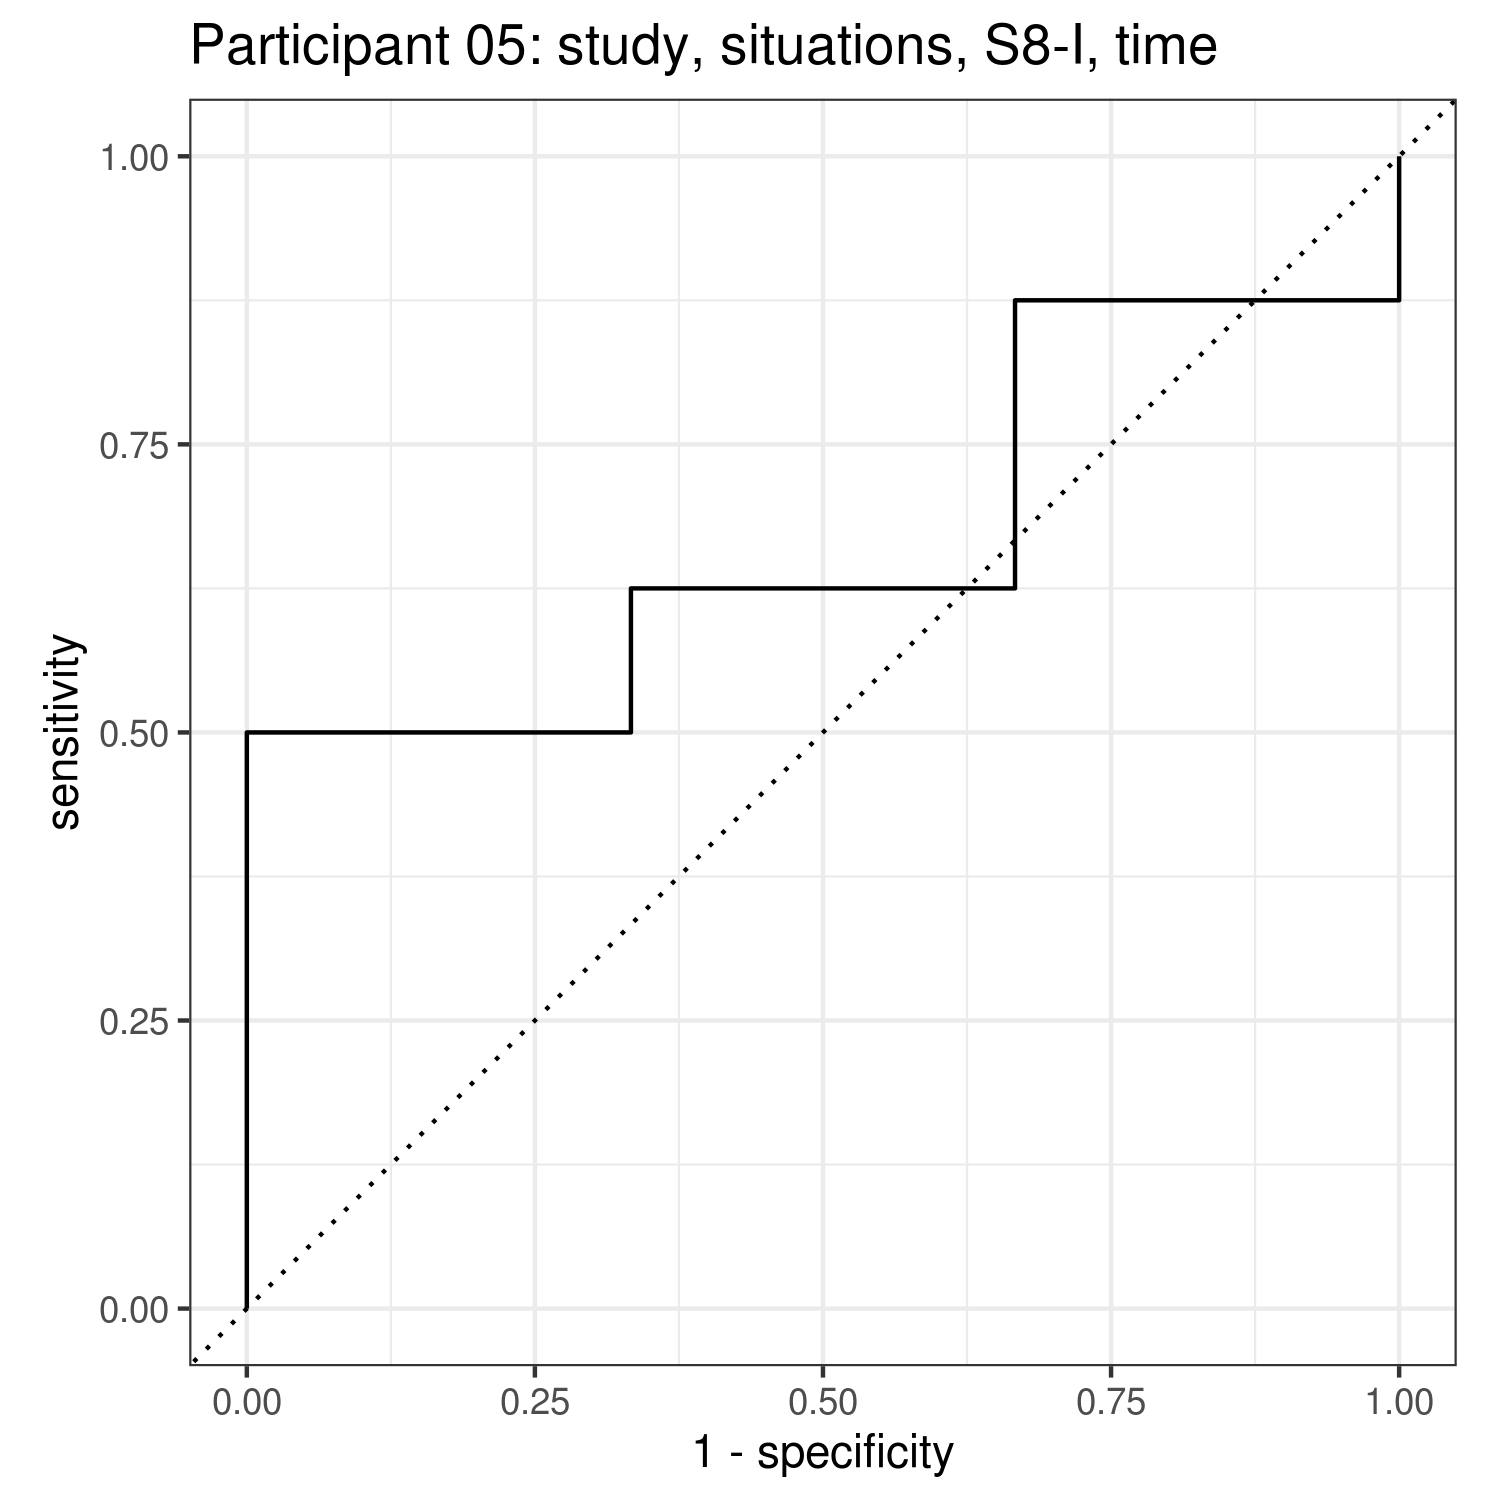 Participant 05: study, situations, S8-I, time
1.00
0.75
0.50
0.25
0.00
sensitivity
0.00 0.25 0.50 0.75 1.00
1 - specificity